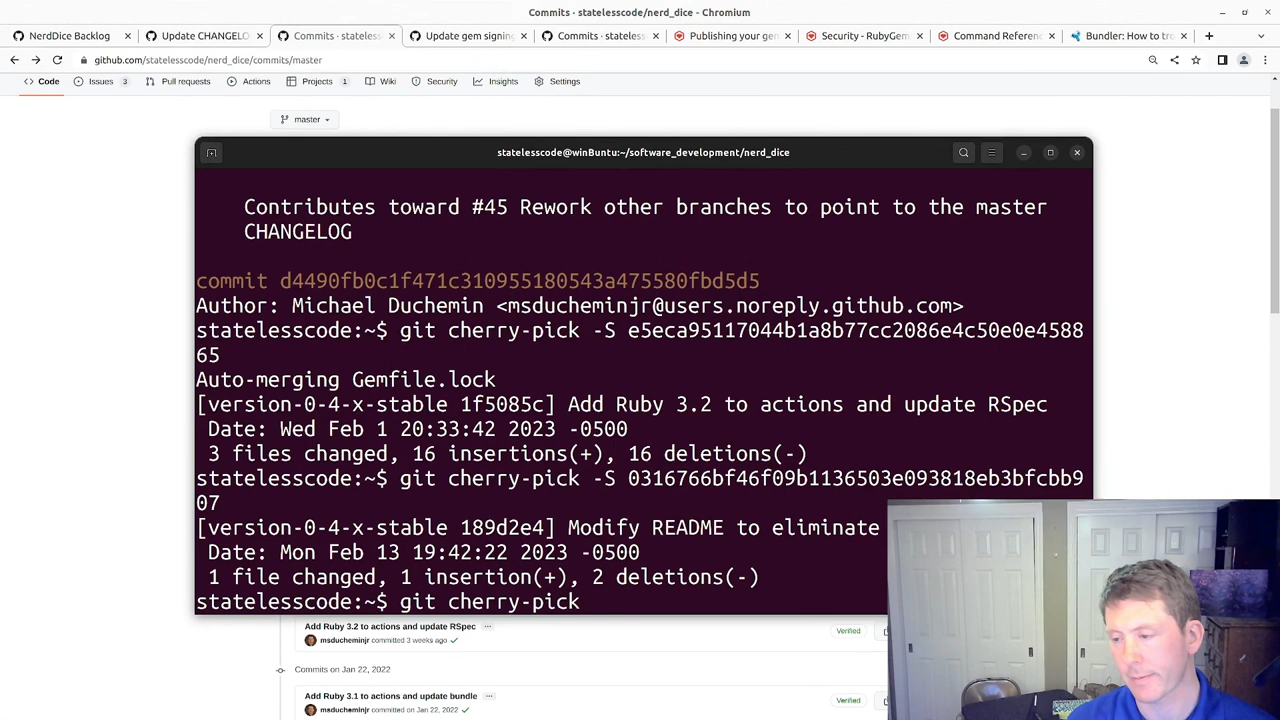 Commits · statelesscode/nerd_dice - Chromium
NerdDice Backlog
Update CHANGELO
Commits · stateless
Update gem signing
Commits · stateless
Publishing your ge
Security - RubyGem
Command Referenc
Bundler: How to tr
github.com/statelesscode/nerd_dice/commits/master
Code
Issues 3
Pull requests
Actions
Projects 1
Wiki
Security
Insights
Settings
master
statelesscode@winBuntu:~/software_development/nerd_dice
Contributes toward #45 Rework other branches to point to the master
CHANGELOG
commit d4490fb0c1f471c310955180543a475580fbd5d5
Author: Michael Duchemin <msducheminjr@users.noreply.github.com>
statelesscode:~$ git cherry-pick -S e5eca95117044b1a8b77cc2086e4c50e0e4588
65
Auto-merging Gemfile.lock
[version-0-4-x-stable 1f5085c] Add Ruby 3.2 to actions and update RSpec
Date: Wed Feb 1 20:33:42 2023 -0500
3 files changed, 16 insertions(+), 16 deletions(-)
statelesscode:~$ git cherry-pick -S 0316766bf46f09b1136503e093818eb3bfcbb9
07
[version-0-4-x-stable 189d2e4] Modify README to eliminate
Date: Mon Feb 13 19:42:22 2023 -0500
1 file changed, 1 insertion(+), 2 deletions(-)
statelesscode:~$ git cherry-pick
Add Ruby 3.2 to actions and update RSpec
Verified
msducheminjr committed 3 weeks ago
Commits on Jan 22, 2022
Add Ruby 3.1 to actions and update bundle
Verified
msducheminjr committed on Jan 22, 2022